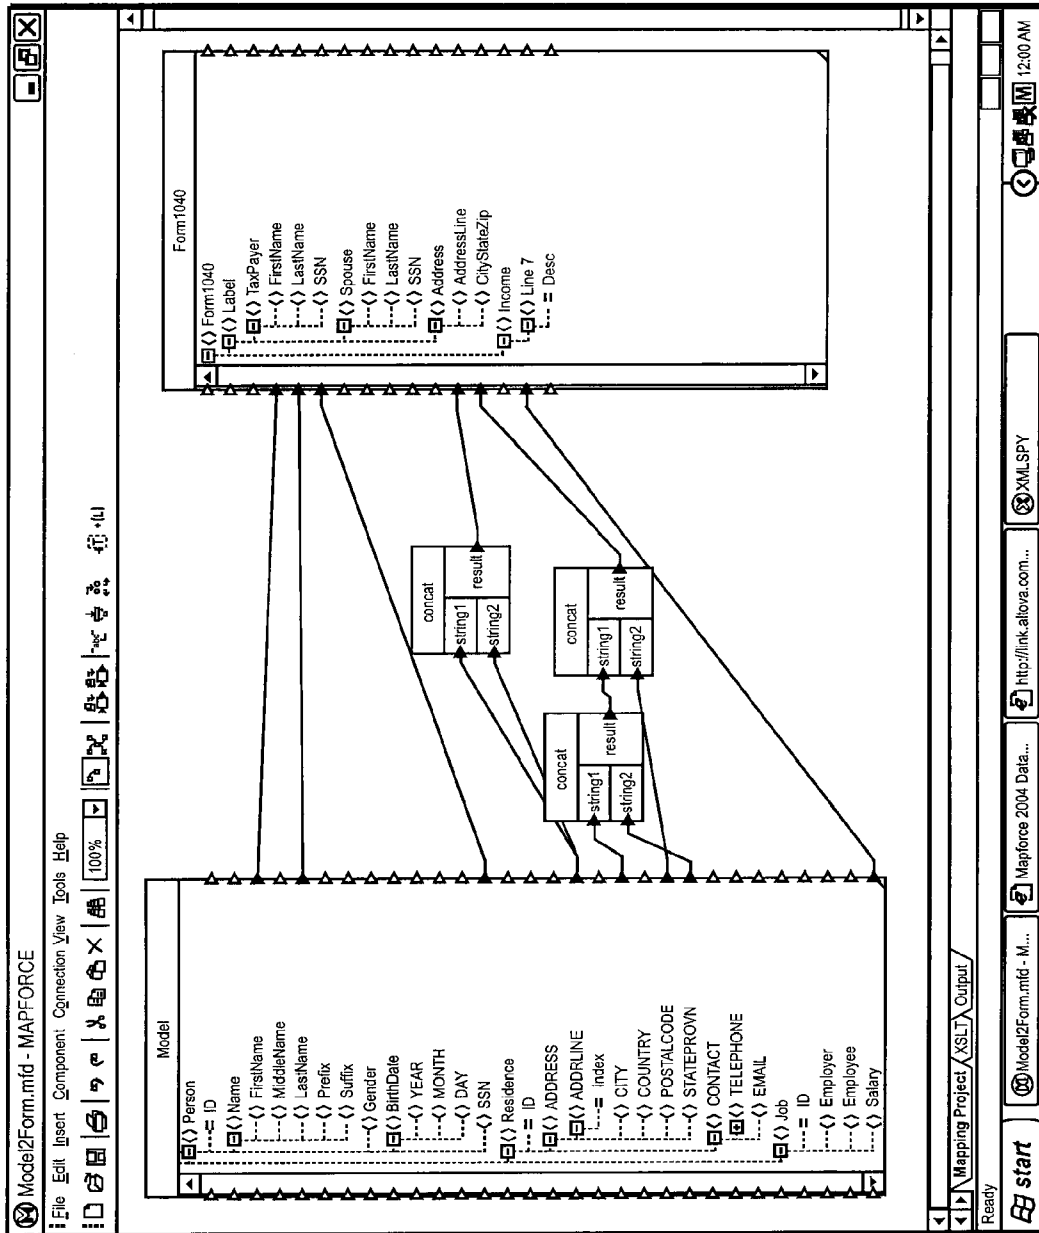 Model2Form.mfd - MAPFORCE
File Edit Insert Component Connection View Tools Help
100%
Model
Person
= ID
Name
FirstName
MiddleName
LastName
Prefix
Suffix
Gender
BirthDate
YEAR
MONTH
DAY
SSN
Residence
= ID
ADDRESS
ADDRLINE
= index
CITY
COUNTRY
POSTALCODE
STATEPROVN
CONTACT
TELEPHONE
EMAIL
Job
= ID
Employer
Employee
Salary
concat
string1
string2
result
concat
string1
string2
result
concat
string1
string2
result
Form1040
Form1040
Label
TaxPayer
FirstName
LastName
SSN
Spouse
FirstName
LastName
SSN
Address
AddressLine
CityStateZip
Income
Line 7
= Desc
Mapping Project XSLT Output
Ready
start
Model2Form.mfd - M...
Mapforce 2004 Data...
http://link.altova.com...
XMLSPY
M 12:00 AM